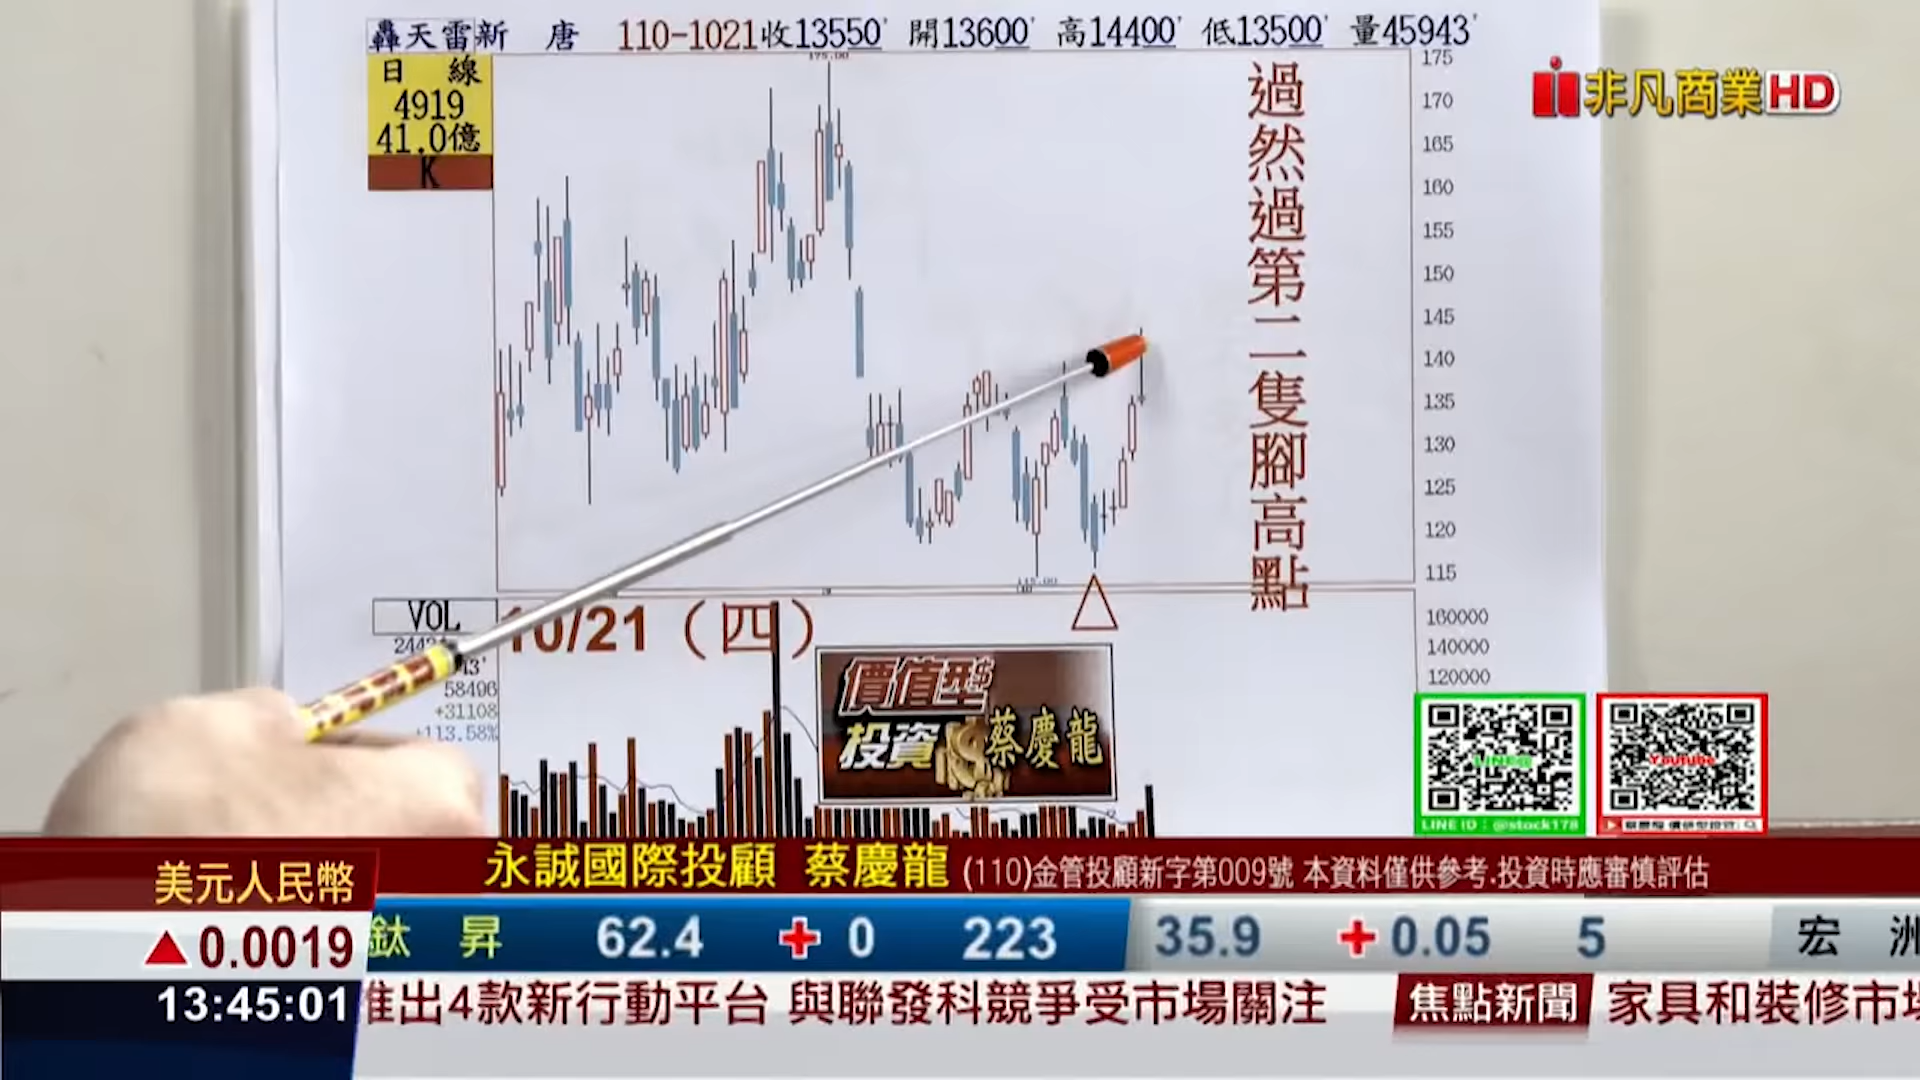 轟天雷新 唐 110-1021收13550' 開13600' 高14400' 低13500' 量45943'
日 線
4919
41.0億
K
175.00
175
170
165
160
155
150
145
140
135
130
125
120
115
115.00
過然過第二隻腳高點
非凡商業HD
VOL
10/21（四）
58496
+31108
+113.58%
160000
140000
120000
價值型
投資
蔡慶龍
LINE@
LINE ID：@stock178
Youtube
永誠國際投顧 蔡慶龍 (110)金管投顧新字第009號 本資料僅供參考.投資時應審慎評估
美元人民幣
▲0.0019
鈦 昇 62.4 + 0 223 35.9 + 0.05 5 宏 洲
13:45:01
推出4款新行動平台 與聯發科競爭受市場關注 焦點新聞 家具和裝修市場